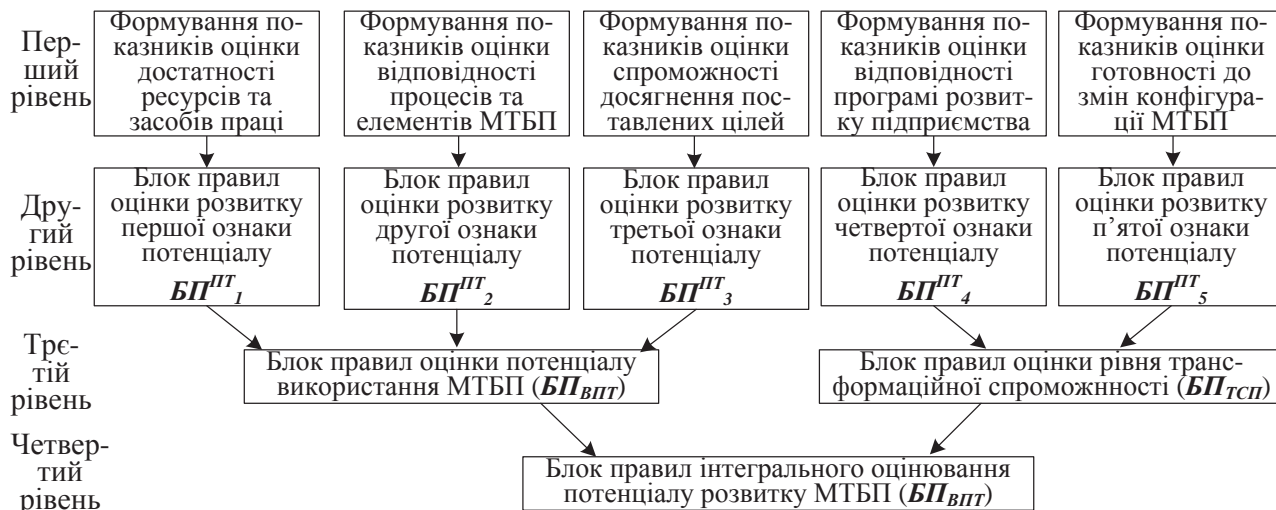 Пер-
ший
рівень
Формування по-
казників оцінки
достатності
ресурсів та
засобів праці
Формування по-
казників оцінки
відповідності
процесів та
елементів МТБП
Формування по-
казників оцінки
спроможності
досягнення пос-
тавлених цілей
Формування по-
казників оцінки
відповідності
програмі розвит-
ку підприємства
Формування по-
казників оцінки
готовності до
змін конфігура-
ції МТБП
Дру-
гий
рівень
Блок правил
оцінки розвитку
першої ознаки
потенціалу
БП^ПТ_1
Блок правил
оцінки розвитку
другої ознаки
потенціалу
БП^ПТ_2
Блок правил
оцінки розвитку
третьої ознаки
потенціалу
БП^ПТ_3
Блок правил
оцінки розвитку
четвертої ознаки
потенціалу
БП^ПТ_4
Блок правил
оцінки розвитку
п’ятої ознаки
потенціалу
БП^ПТ_5
Трє-
тій
рівень
Блок правил оцінки потенціалу
використання МТБП (БП_ВПТ)
Блок правил оцінки рівня транс-
формаційної спроможнності (БП_ТСП)
Четвер-
тий
рівень
Блок правил інтегрального оцінювання
потенціалу розвитку МТБП (БП_ВПТ)